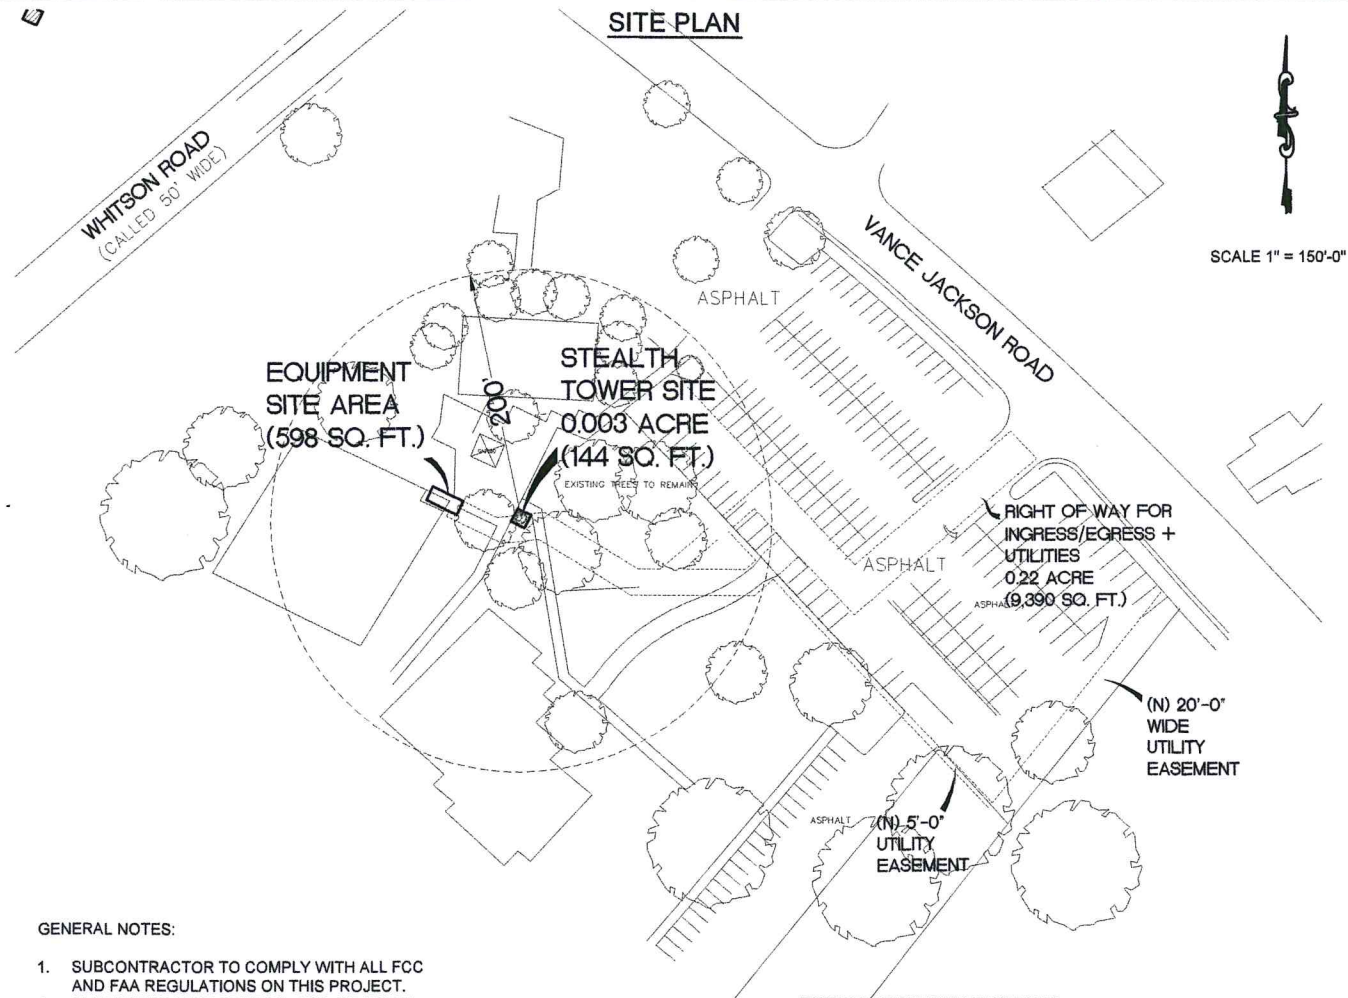 SITE PLAN
WHITSON ROAD
(CALLED 50' WIDE)
SCALE 1" = 150'-0"
VANCE JACKSON ROAD
ASPHALT
EQUIPMENT
SITE AREA
(598 SQ. FT.)
200'
STEALTH
TOWER SITE
0.003 ACRE
(144 SQ. FT.)
EXISTING TREES TO REMAIN
RIGHT OF WAY FOR
INGRESS/EGRESS +
UTILITIES
0.22 ACRE
(9,390 SQ. FT.)
ASPHALT
ASPHALT
(N) 20'-0"
WIDE
UTILITY
EASEMENT
ASPHALT
(N) 5'-0"
UTILITY
EASEMENT
GENERAL NOTES:
1. SUBCONTRACTOR TO COMPLY WITH ALL FCC
AND FAA REGULATIONS ON THIS PROJECT.